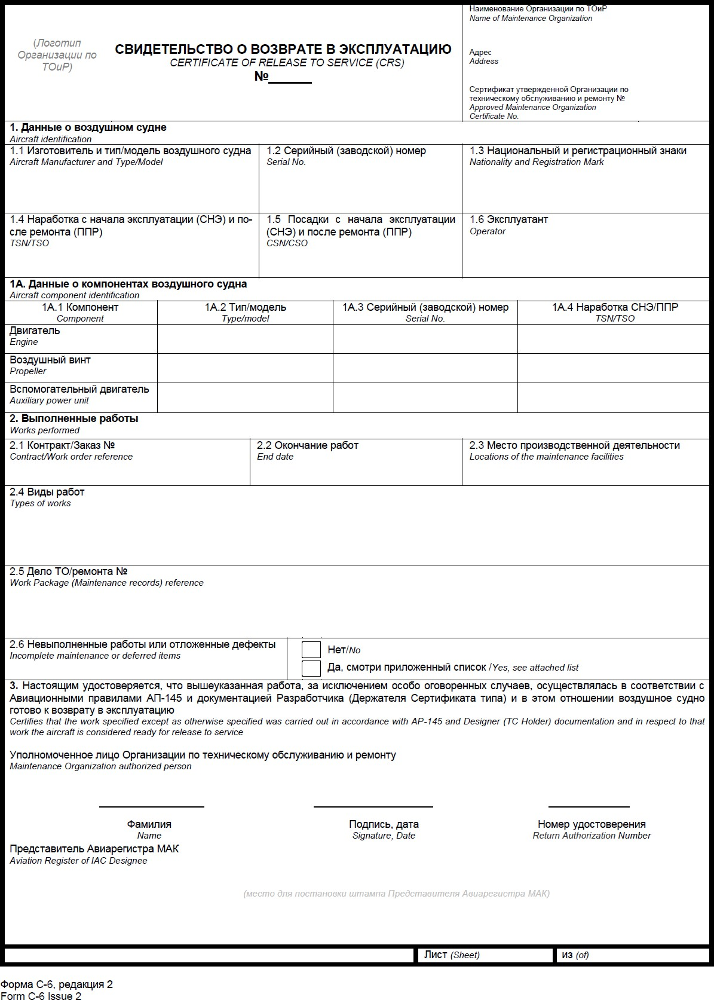 (Логотип
Организации по
ТОиР)
СВИДЕТЕЛЬСТВО О ВОЗВРАТЕ В ЭКСПЛУАТАЦИЮ
CERTIFICATE OF RELEASE TO SERVICE (CRS)
№______
Наименование Организации по ТОиР
Name of Maintenance Organization
Адрес
Address
Сертификат утвержденной Организации по
техническому обслуживанию и ремонту №
Approved Maintenance Organization
Certificate No.
1. Данные о воздушном судне
Aircraft identification
1.1 Изготовитель и тип/модель воздушного судна
Aircraft Manufacturer and Type/Model
1.2 Серийный (заводской) номер
Serial No.
1.3 Национальный и регистрационный знаки
Nationality and Registration Mark
1.4 Наработка с начала эксплуатации (СНЭ) и по-
сле ремонта (ППР)
TSN/TSO
1.5 Посадки с начала эксплуатации
(СНЭ) и после ремонта (ППР)
CSN/CSO
1.6 Эксплуатант
Operator
1А. Данные о компонентах воздушного судна
Aircraft component identification
1А.1 Компонент
Component
1А.2 Тип/модель
Type/model
1А.3 Серийный (заводской) номер
Serial No.
1А.4 Наработка СНЭ/ППР
TSN/TSO
Двигатель
Engine
Воздушный винт
Propeller
Вспомогательный двигатель
Auxiliary power unit
2. Выполненные работы
Works performed
2.1 Контракт/Заказ №
Contract/Work order reference
2.2 Окончание работ
End date
2.3 Место производственной деятельности
Locations of the maintenance facilities
2.4 Виды работ
Types of works
2.5 Дело ТО/ремонта №
Work Package (Maintenance records) reference
2.6 Невыполненные работы или отложенные дефекты
Incomplete maintenance or deferred items
Нет/No
Да, смотри приложенный список /Yes, see attached list
3. Настоящим удостоверяется, что вышеуказанная работа, за исключением особо оговоренных случаев, осуществлялась в соответствии с
Авиационными правилами АП-145 и документацией Разработчика (Держателя Сертификата типа) и в этом отношении воздушное судно
готово к возврату в эксплуатацию
Certifies that the work specified except as otherwise specified was carried out in accordance with AP-145 and Designer (TC Holder) documentation and in respect to that
work the aircraft is considered ready for release to service
Уполномоченное лицо Организации по техническому обслуживанию и ремонту
Maintenance Organization authorized person
Фамилия
Name
Подпись, дата
Signature, Date
Номер удостоверения
Return Authorization Number
Представитель Авиарегистра МАК
Aviation Register of IAC Designee
(место для постановки штампа Представителя Авиарегистра МАК)
Лист (Sheet)
из (of)
Форма С-6, редакция 2
Form C-6 Issue 2